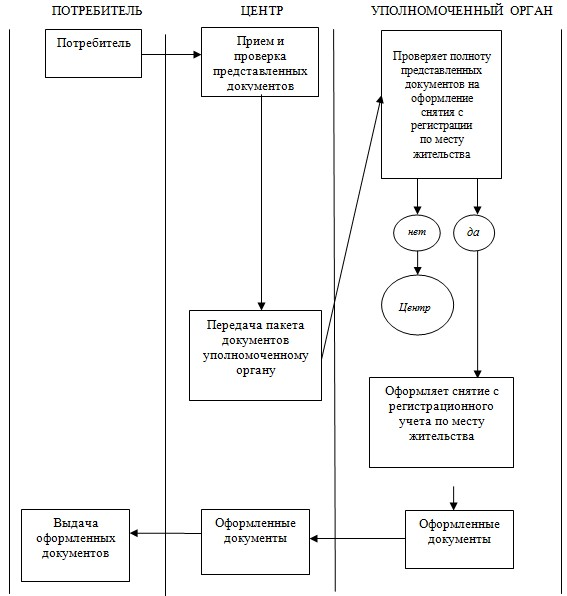 ПОТРЕБИТЕЛЬ ЦЕНТР УПОЛНОМОЧЕННЫЙ ОРГАН
Потребитель
Прием и
проверка
представленных
документов
Проверяет полноту
представленных
документов на
оформление
снятия с
регистрации
по месту
жительства
нет
да
Центр
Передача пакета
документов
уполномоченному
органу
Оформляет снятие с
регистрационного
учета по месту
жительства
Выдача
оформленных
документов
Оформленные
документы
Оформленные
документы